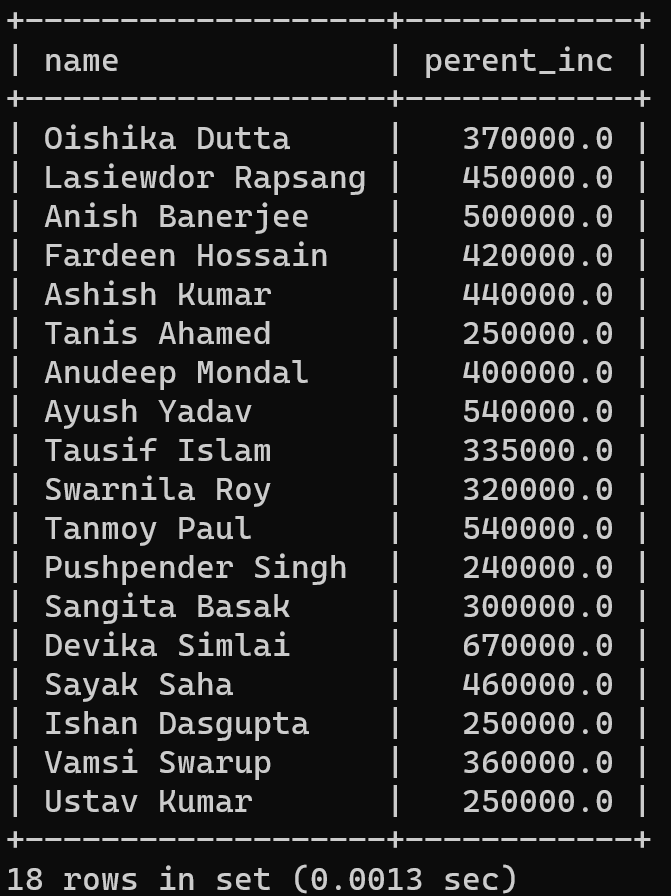 +-------------------+------------+
| name              | perent_inc |
+-------------------+------------+
| Oishika Dutta     |   370000.0 |
| Lasiewdor Rapsang |   450000.0 |
| Anish Banerjee    |   500000.0 |
| Fardeen Hossain   |   420000.0 |
| Ashish Kumar      |   440000.0 |
| Tanis Ahamed      |   250000.0 |
| Anudeep Mondal    |   400000.0 |
| Ayush Yadav       |   540000.0 |
| Tausif Islam      |   335000.0 |
| Swarnila Roy      |   320000.0 |
| Tanmoy Paul       |   540000.0 |
| Pushpender Singh  |   240000.0 |
| Sangita Basak     |   300000.0 |
| Devika Simlai     |   670000.0 |
| Sayak Saha        |   460000.0 |
| Ishan Dasgupta    |   250000.0 |
| Vamsi Swarup      |   360000.0 |
| Ustav Kumar       |   250000.0 |
+-------------------+------------+
18 rows in set (0.0013 sec)